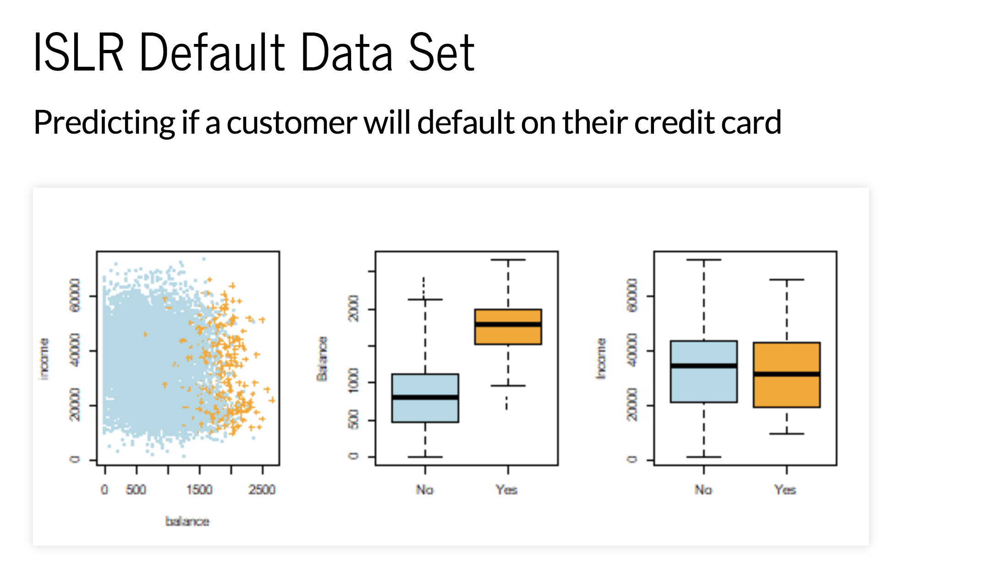 ISLR Default Data Set
Predicting if a customer will default on their credit card
income
60000
40000
20000
0
0 500 1500 2500
balance
Balance
2000
1000
500
0
No Yes
Income
60000
40000
20000
0
No Yes